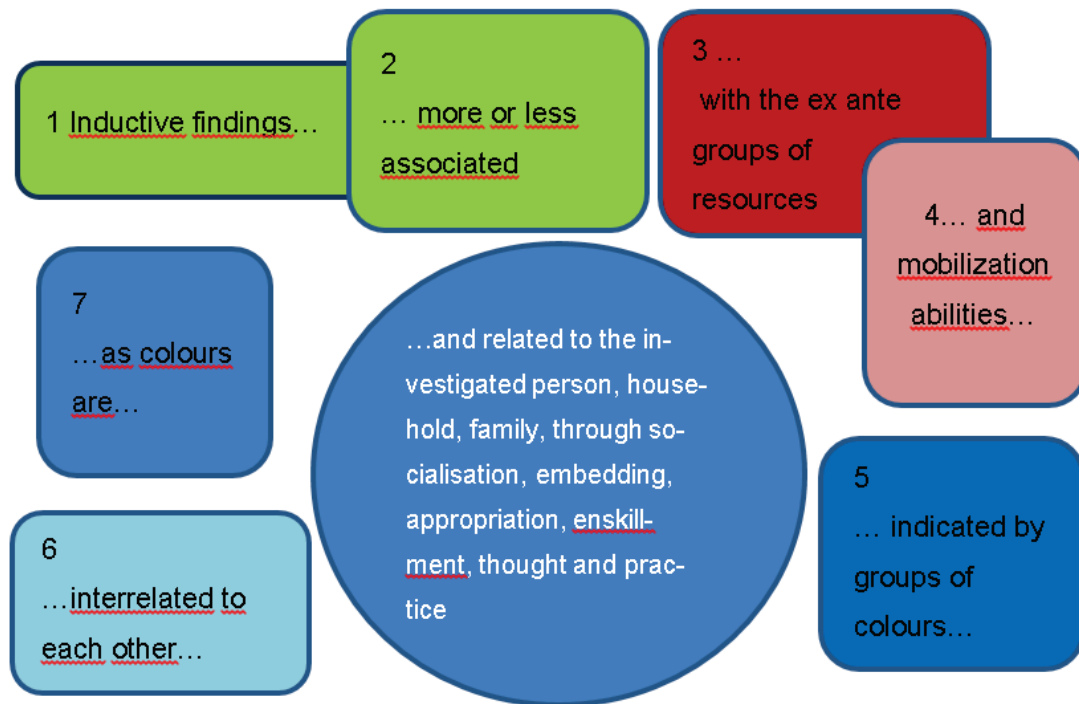 1 Inductive findings…
2
… more or less
associated
3 …
with the ex ante
groups of
resources
4… and
mobilization
abilities…
5
… indicated by
groups of
colours…
6
…interrelated to
each other…
7
…as colours
are…
…and related to the in-
vestigated person, house-
hold, family, through so-
cialisation, embedding,
appropriation, enskill-
ment, thought and prac-
tice